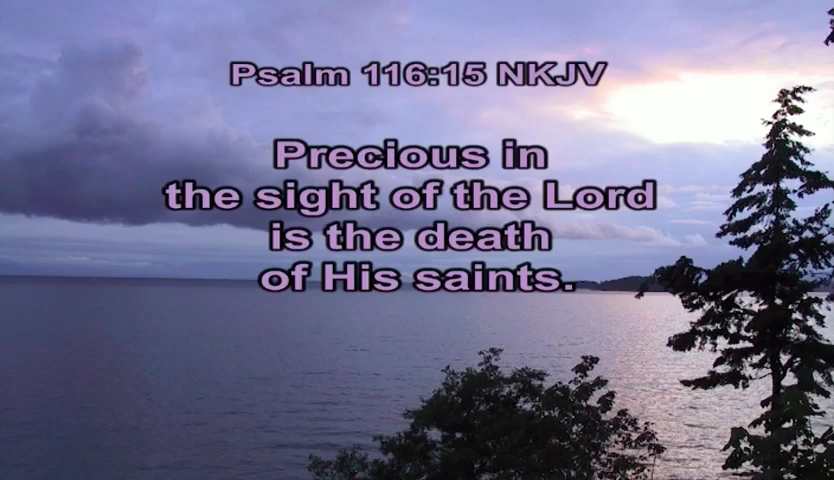 Psalm 116:15 NKJV
Precious in
the sight of the Lord
is the death
of His saints.